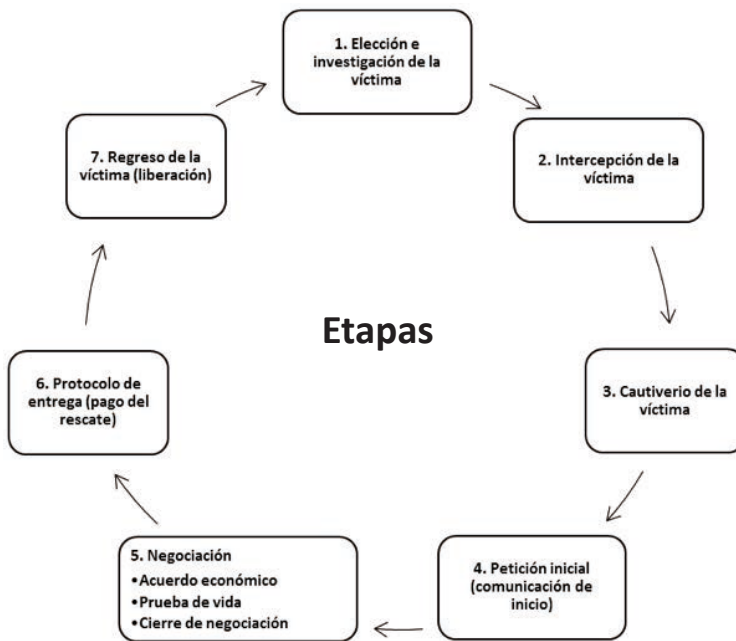 1. Elección e
investigación de la
víctima
2. Intercepción de la
víctima
3. Cautiverio de la
víctima
4. Petición inicial
(comunicación de
inicio)
5. Negociación
•Acuerdo económico
•Prueba de vida
•Cierre de negociación
6. Protocolo de
entrega (pago del
rescate)
7. Regreso de la
víctima (liberación)
Etapas